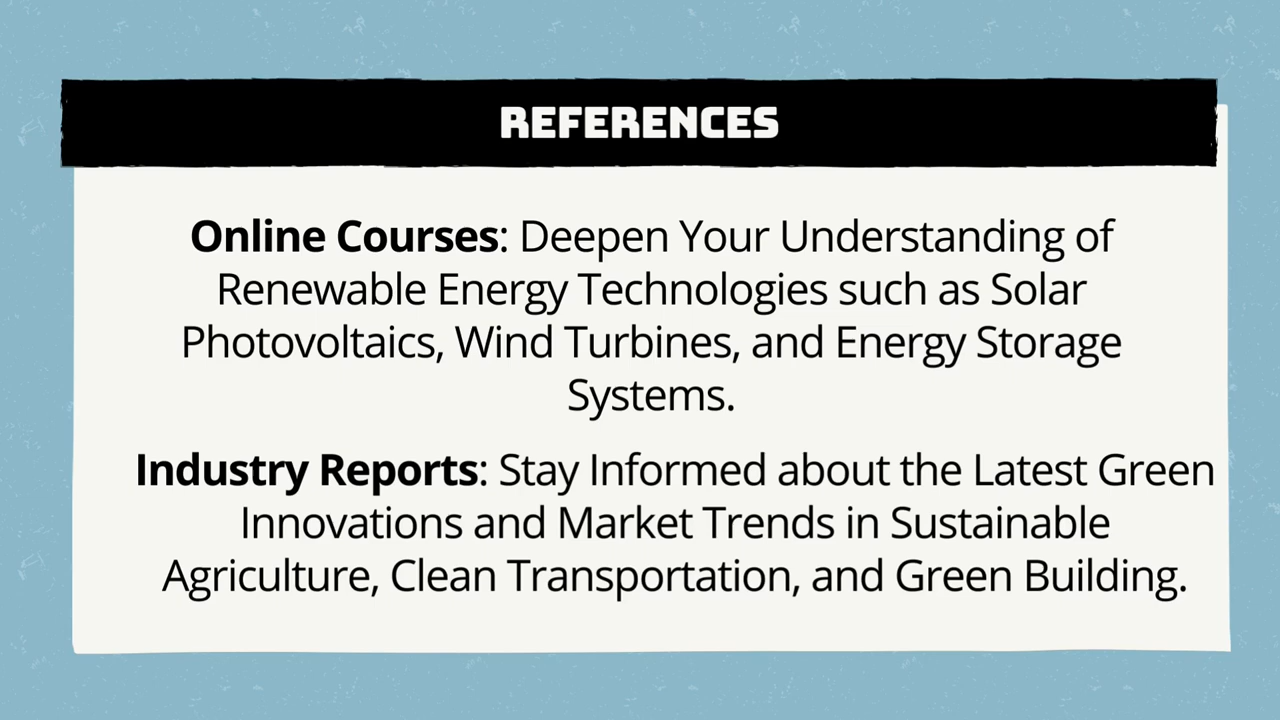 REFERENCES
Online Courses: Deepen Your Understanding of
Renewable Energy Technologies such as Solar
Photovoltaics, Wind Turbines, and Energy Storage
Systems.
Industry Reports: Stay Informed about the Latest Green
Innovations and Market Trends in Sustainable
Agriculture, Clean Transportation, and Green Building.